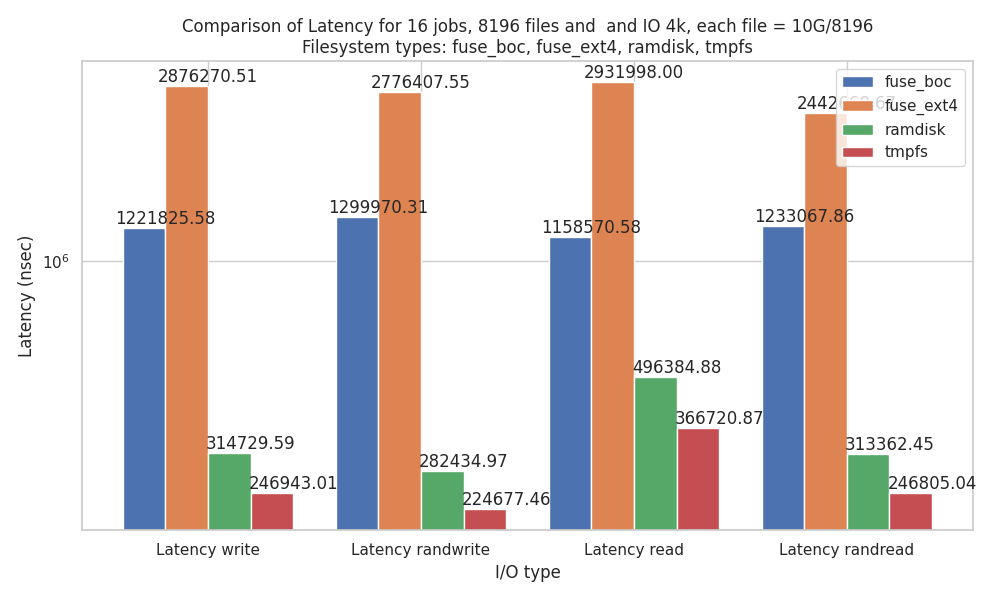 Comparison of Latency for 16 jobs, 8196 files and  and IO 4k, each file = 10G/8196
Filesystem types: fuse_boc, fuse_ext4, ramdisk, tmpfs
2876270.51
2776407.55
2931998.00
fuse_boc
fuse_ext4
ramdisk
tmpfs
1221825.58
1299970.31
1158570.58
1233067.86
Latency (nsec)
10^6
496384.88
366720.87
314729.59
282434.97
313362.45
246943.01
224677.46
246805.04
Latency write
Latency randwrite
Latency read
Latency randread
I/O type